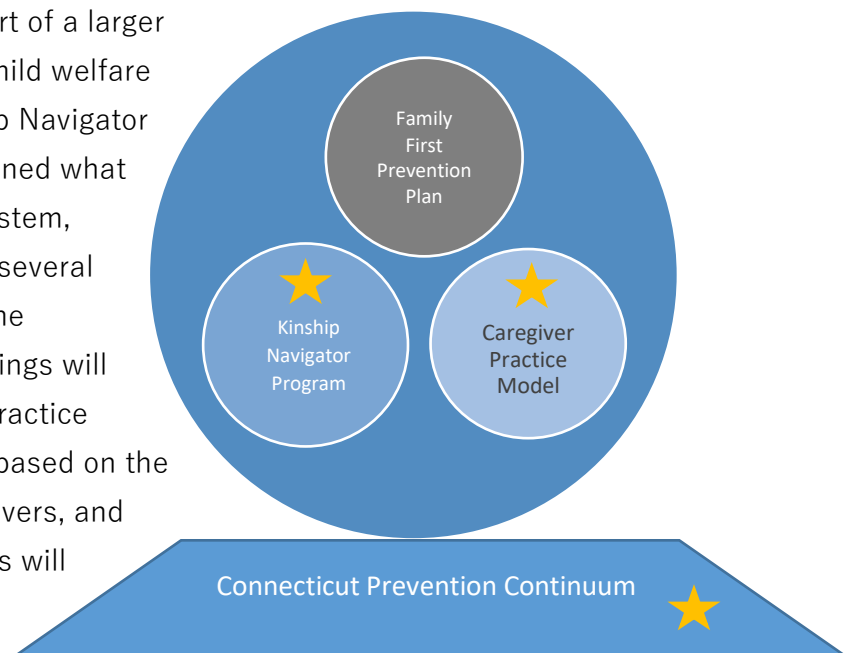 rt of a larger
hild welfare
Navigator
ned what
stem,
several
ings will
ractice
based on the
vers, and
s will
Family
First
Prevention
Plan
Kinship
Navigator
Program
Caregiver
Practice
Model
Connecticut Prevention Continuum